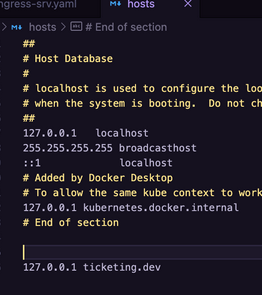 ngress-srv.yaml
hosts
hosts > # End of section
##
# Host Database
#
# localhost is used to configure the loo
# when the system is booting.  Do not ch
##
127.0.0.1   localhost
255.255.255.255 broadcasthost
::1             localhost
# Added by Docker Desktop
# To allow the same kube context to work
127.0.0.1 kubernetes.docker.internal
# End of section
127.0.0.1 ticketing.dev